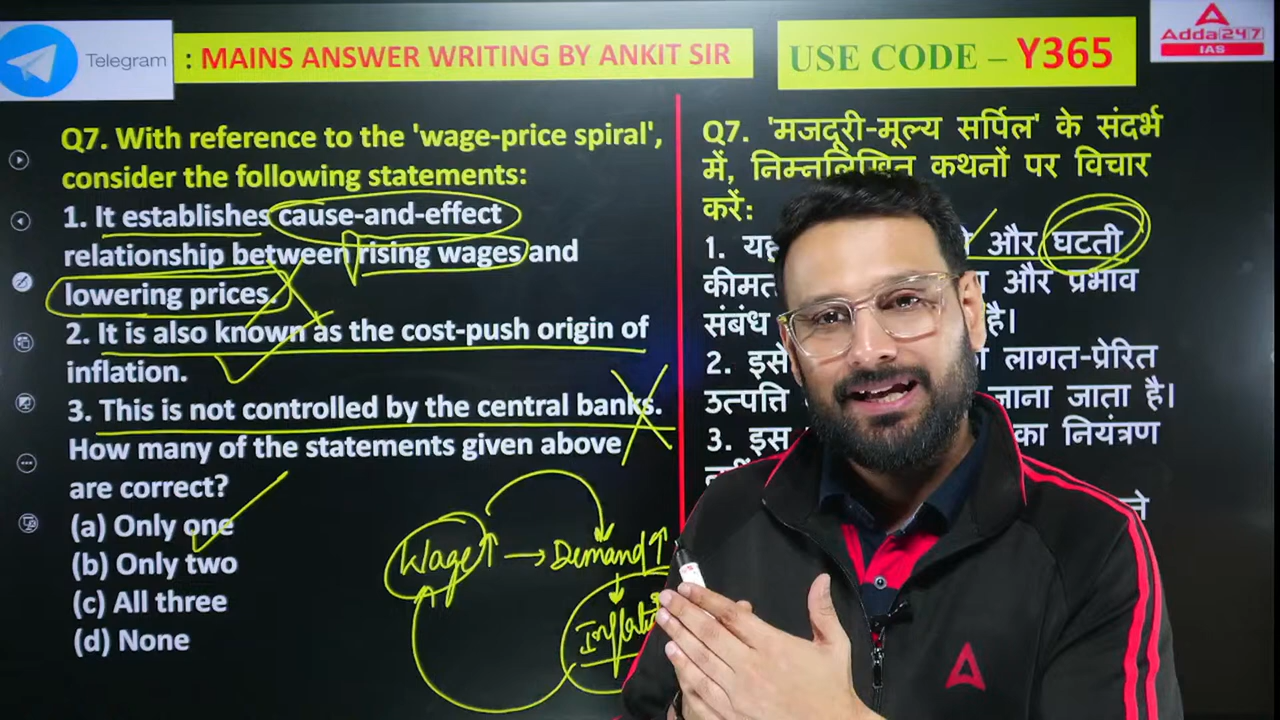 Telegram
: MAINS ANSWER WRITING BY ANKIT SIR
USE CODE – Y365
Adda247
IAS
Q7. With reference to the 'wage-price spiral',
consider the following statements:
1. It establishes cause-and-effect
relationship between rising wages and
lowering prices.
2. It is also known as the cost-push origin of
inflation.
3. This is not controlled by the central banks.
How many of the statements given above
are correct?
(a) Only one
(b) Only two
(c) All three
(d) None
Wage↑ → Demand↑
↓
Q7. 'मजदूरी-मूल्य सर्पिल' के संदर्भ
में, निम्नलिखित कथनों पर विचार
करें:
1. और घटती
और प्रभाव
संबंध है।
2. लागत-प्रेरित
जाना जाता है।
3. इस का नियंत्रण